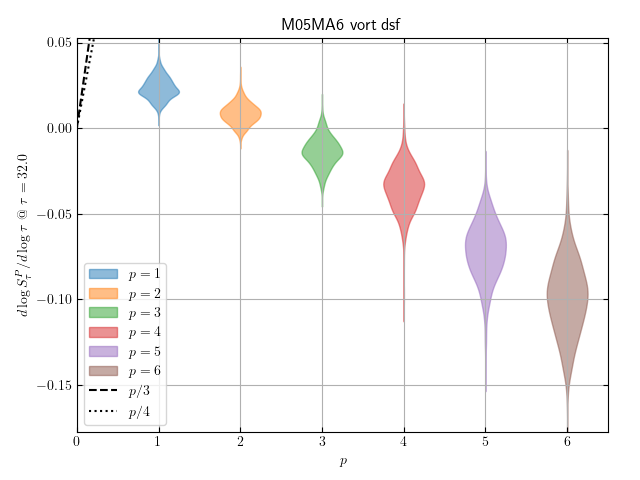 M05MA6 vort dsf
d log S_τ^P / d log τ @ τ = 32.0
0.05
0.00
−0.05
−0.10
−0.15
p = 1
p = 2
p = 3
p = 4
p = 5
p = 6
p/3
p/4
0 1 2 3 4 5 6
p